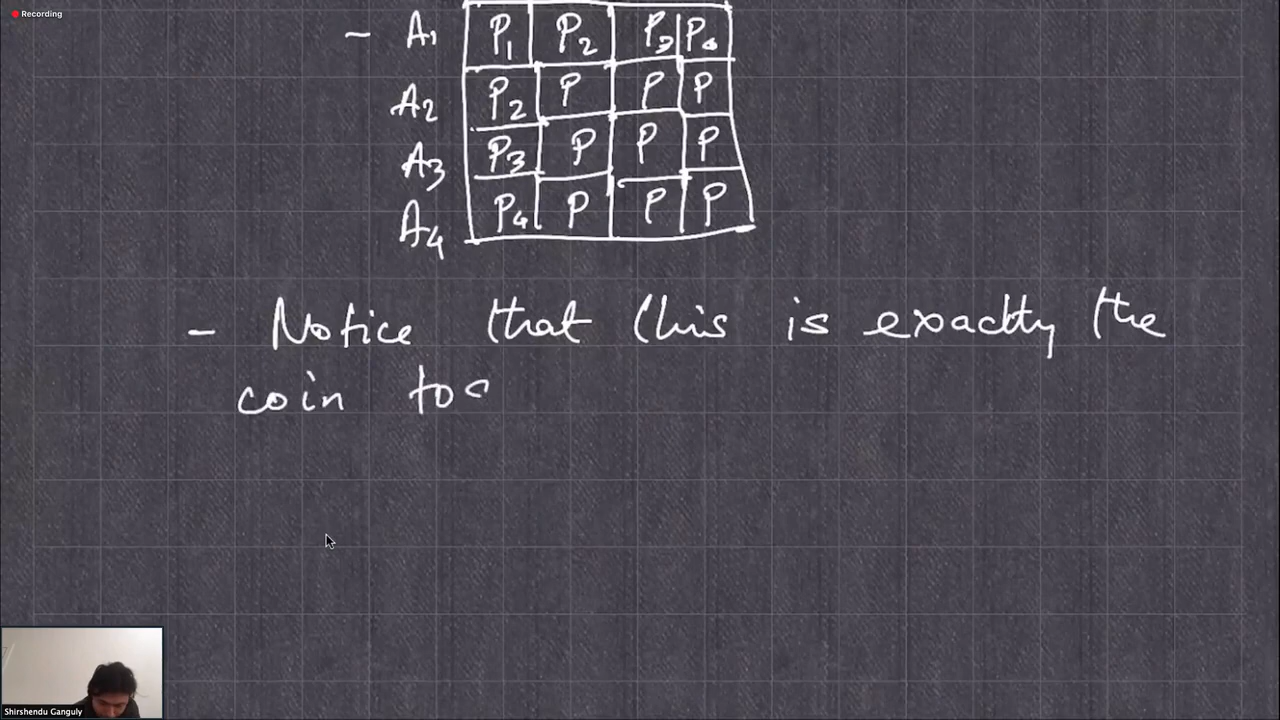 Recording
- A1 P1 P2 P3 P4
A2 P2 P P P
A3 P3 P P P
A4 P4 P P P
- Notice that this is exactly the
coin tos
Shirshendu Ganguly